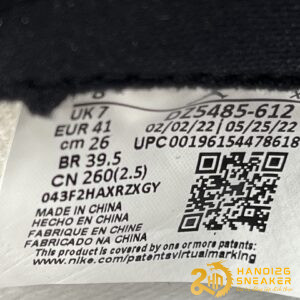 UK 7 DZ5485-612
EUR 41 02/02/22 | 05/25/22
cm 26 UPC00196154478618
BR 39.5
CN 260(2.5)
043F2HAXRZXGY
MADE IN CHINA
HECHO EN CHINA
FABRIQUE EN CHINE
FABRICADO NA CHINA
This product is covered by one or more patents:
www.nike.com/patentsvirtualmarking
HANDI26
SNEAKER